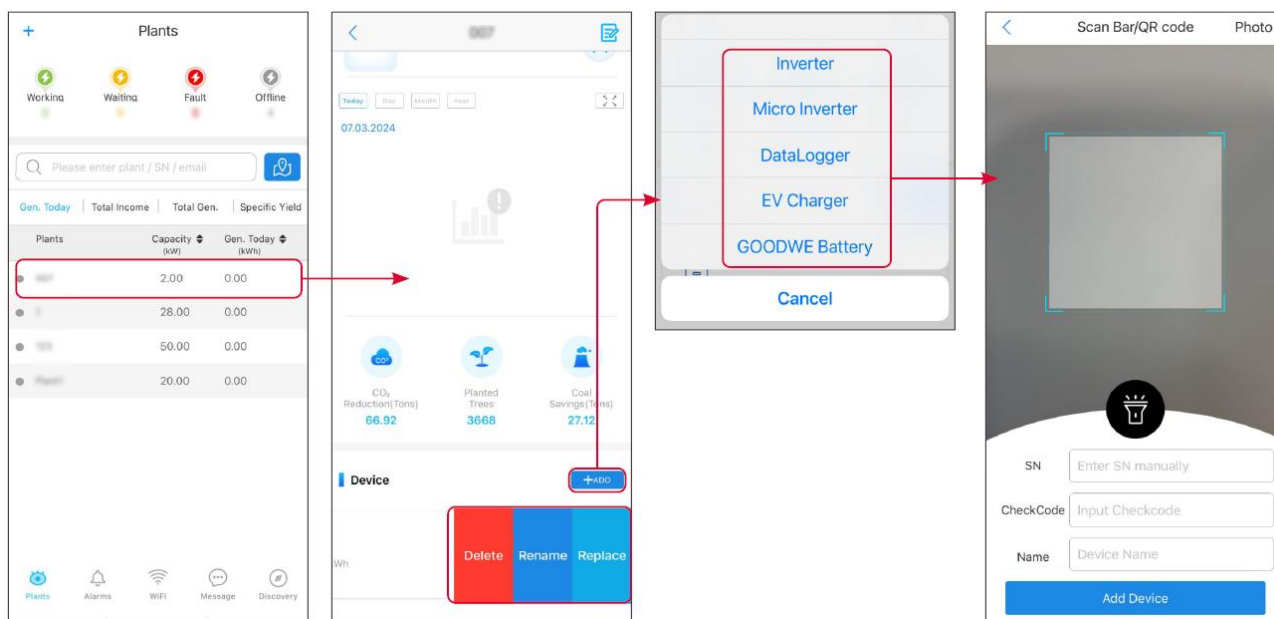 + Plants
Working Waiting Fault Offline
Please enter plant / SN / email
Gen. Today Total Income Total Gen. Specific Yield
Plants Capacity Gen. Today
(kW) (kWh)
2.00 0.00
28.00 0.00
50.00 0.00
20.00 0.00
Plants Alarms WiFi Message Discovery
007
Today Day Month Year
07.03.2024
CO₂ Planted Coal
Reduction(Tons) Trees Savings(Tons)
66.92 3668 27.12
Device +ADD
Wh
Delete Rename Replace
Inverter
Micro Inverter
DataLogger
EV Charger
GOODWE Battery
Cancel
Scan Bar/QR code Photo
SN Enter SN manually
CheckCode Input Checkcode
Name Device Name
Add Device